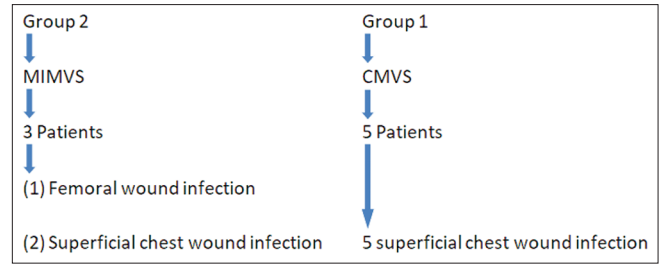 Group 2
MIMVS
3 Patients
(1) Femoral wound infection
(2) Superficial chest wound infection
Group 1
CMVS
5 Patients
5 superficial chest wound infection